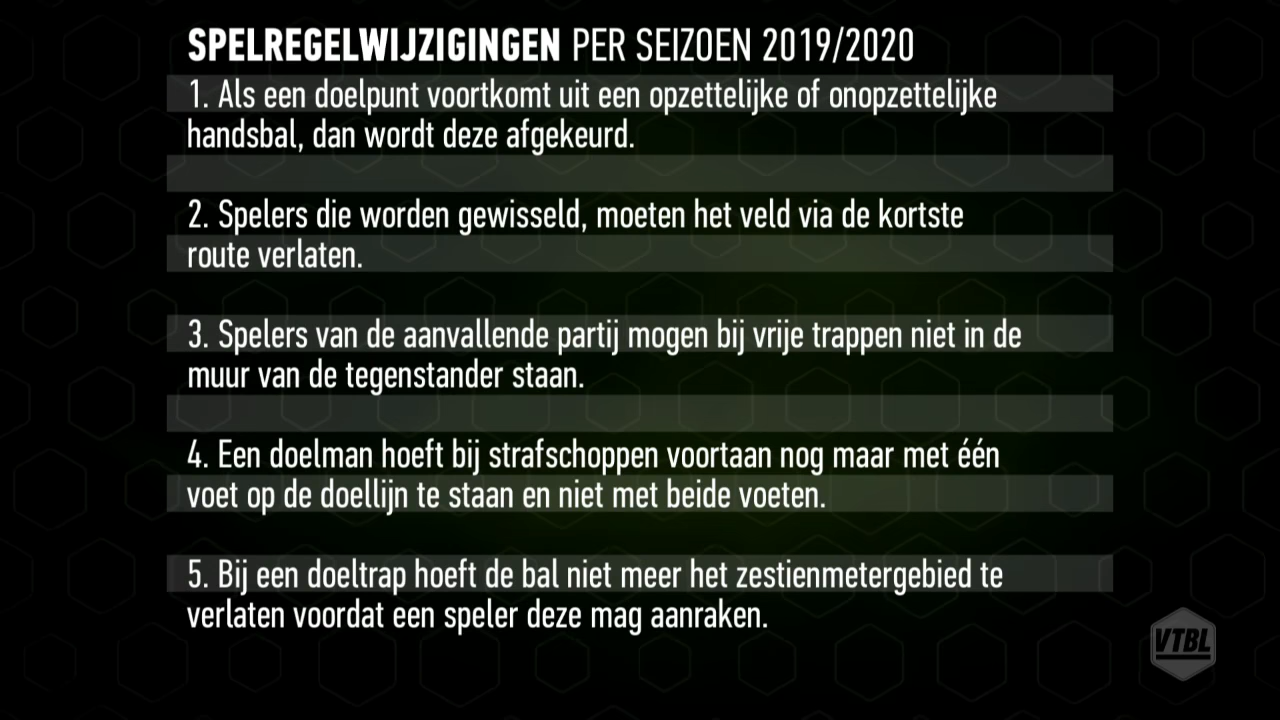 SPELREGELWIJZIGINGEN PER SEIZOEN 2019/2020
1. Als een doelpunt voortkomt uit een opzettelijke of onopzettelijke
handsbal, dan wordt deze afgekeurd.
2. Spelers die worden gewisseld, moeten het veld via de kortste
route verlaten.
3. Spelers van de aanvallende partij mogen bij vrije trappen niet in de
muur van de tegenstander staan.
4. Een doelman hoeft bij strafschoppen voortaan nog maar met één
voet op de doellijn te staan en niet met beide voeten.
5. Bij een doeltrap hoeft de bal niet meer het zestienmetergebied te
verlaten voordat een speler deze mag aanraken.
VTBL